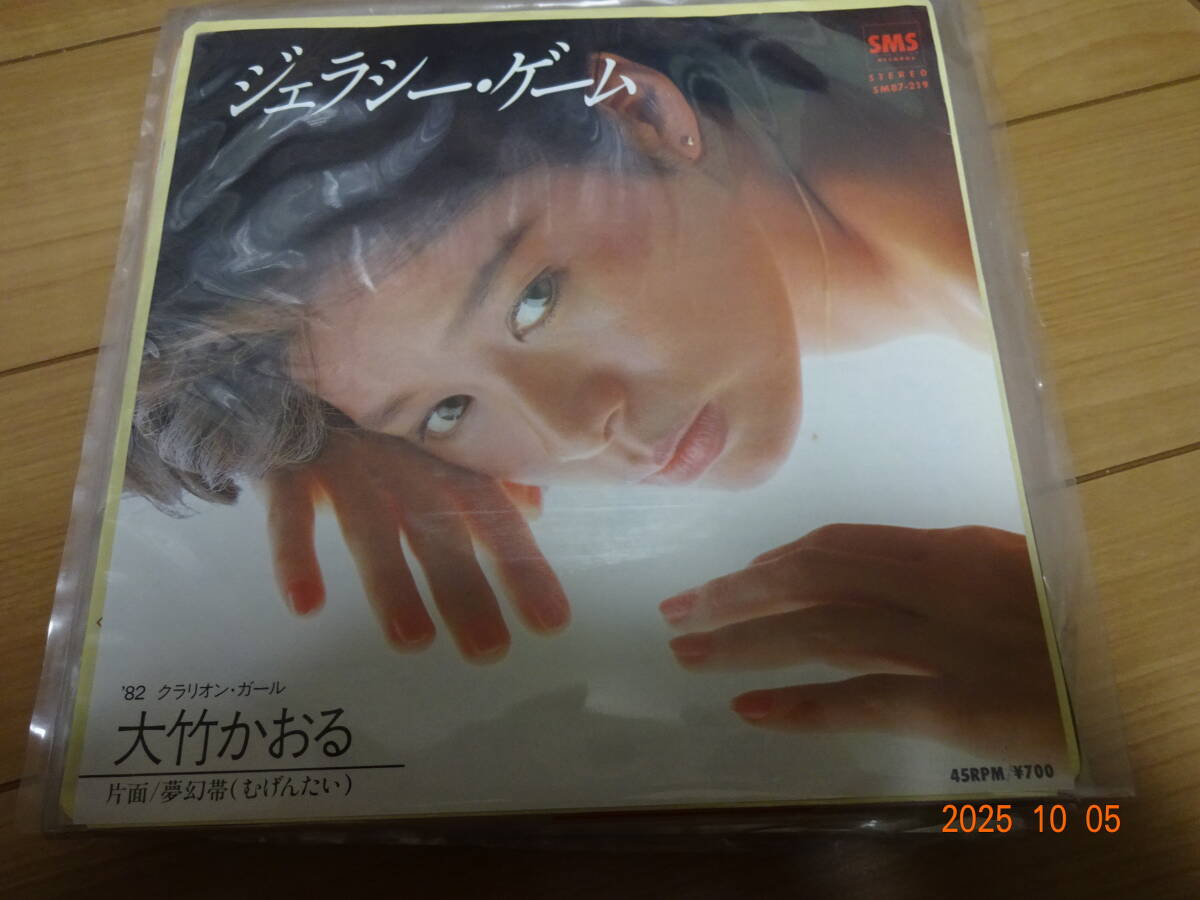 ジェラシー・ゲーム
SMS
RECORDS
STEREO
SM07-219
'82 クラリオン・ガール
大竹かおる
片面/夢幻帯(むげんたい)
45RPM/¥700
2025 10 05